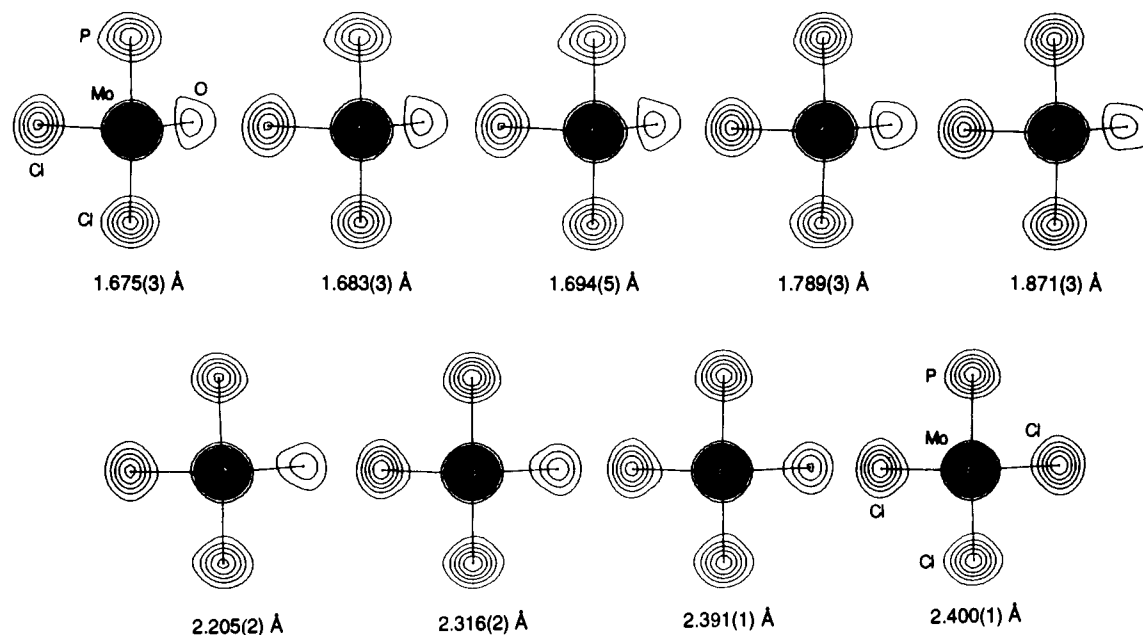 P
Mo
O
Cl
Cl
1.675(3) Å
1.683(3) Å
1.694(5) Å
1.789(3) Å
1.871(3) Å
P
Mo
Cl
Cl
Cl
2.205(2) Å
2.316(2) Å
2.391(1) Å
2.400(1) Å